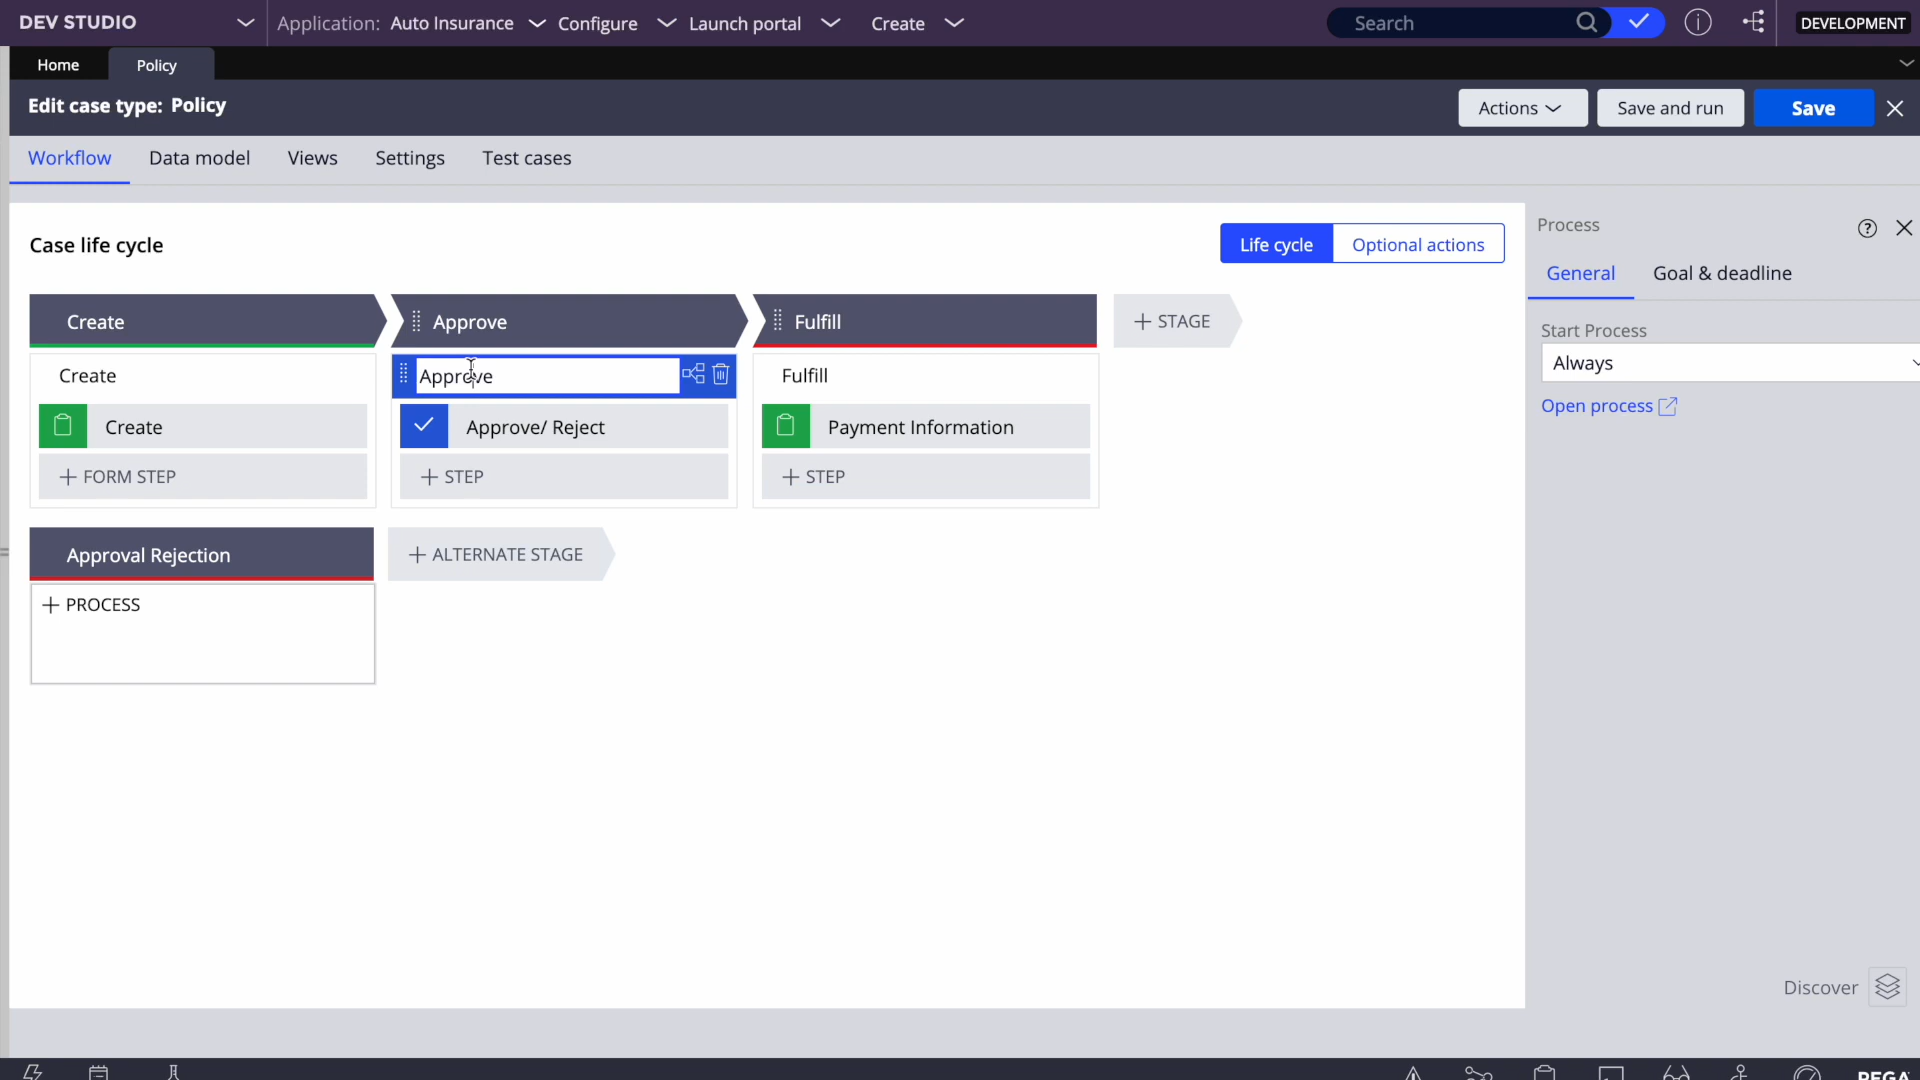 DEV STUDIO
Application: Auto Insurance
Configure
Launch portal
Create
Search
DEVELOPMENT
Home
Policy
Edit case type: Policy
Actions
Save and run
Save
Workflow
Data model
Views
Settings
Test cases
Case life cycle
Life cycle
Optional actions
Create
Approve
Fulfill
+ STAGE
Create
Approve
Fulfill
Create
Approve/ Reject
Payment Information
+ FORM STEP
+ STEP
+ STEP
Approval Rejection
+ ALTERNATE STAGE
+ PROCESS
Process
General
Goal & deadline
Start Process
Always
Open process
Discover
PEGA